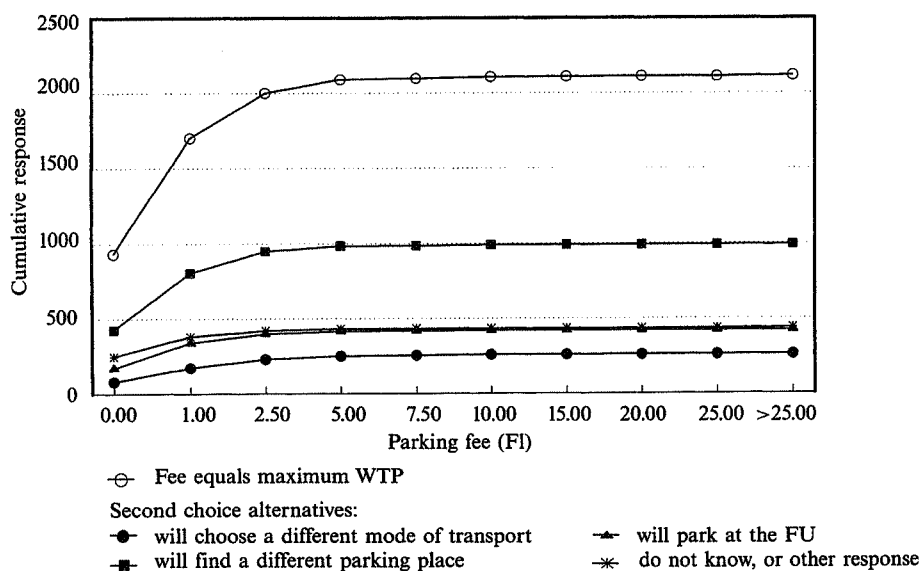 2500
2000
1500
1000
500
0
Cumulative response
0.00 1.00 2.50 5.00 7.50 10.00 15.00 20.00 25.00 >25.00
Parking fee (Fl)
Fee equals maximum WTP
Second choice alternatives:
will choose a different mode of transport
will park at the FU
will find a different parking place
do not know, or other response